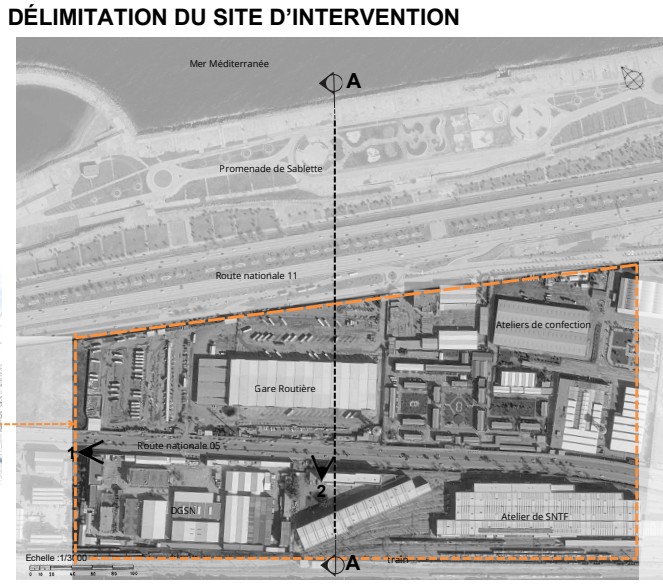 DÉLIMITATION DU SITE D'INTERVENTION
Mer Méditerranée
A
Promenade de Sablette
Route nationale 11
Ateliers de confection
Gare Routière
Route nationale 05
1
2
DGSN
Atelier de SNTF
Echelle :1/3000
train
A